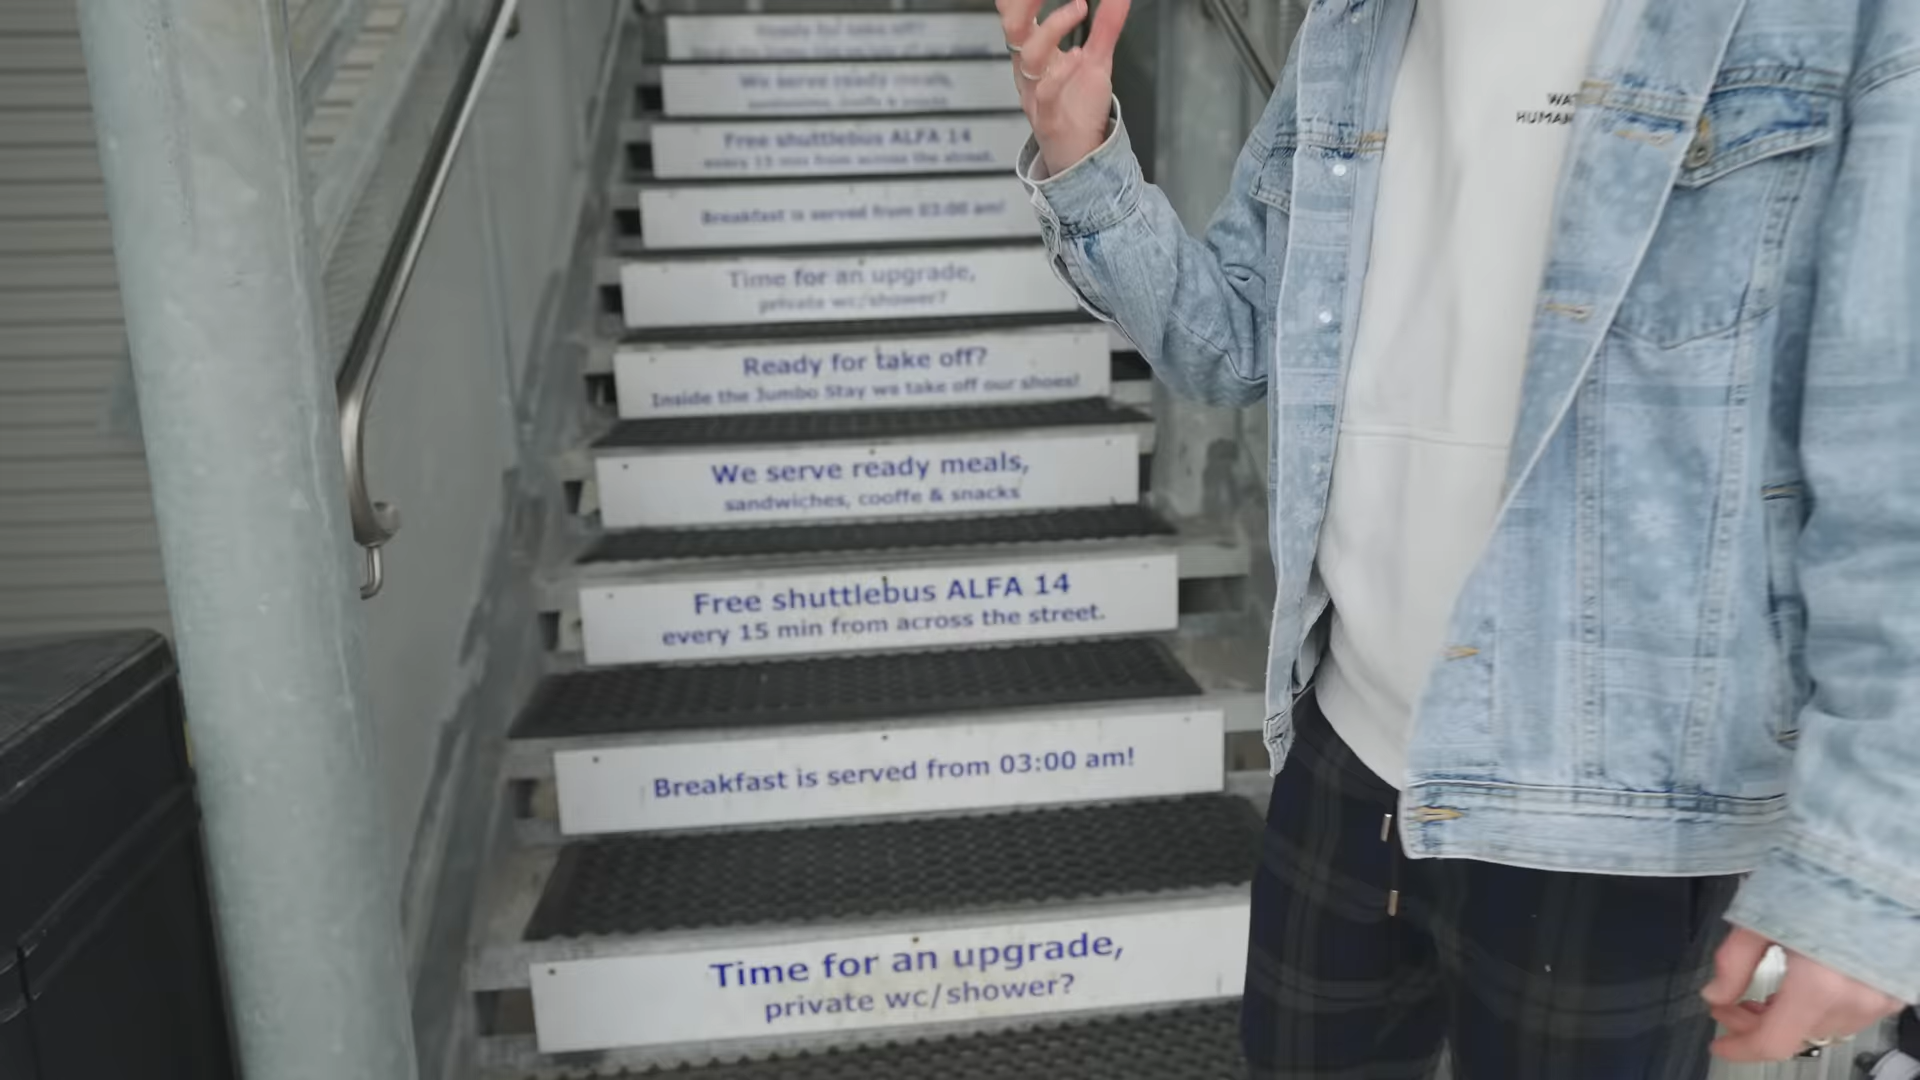 Ready for take off?
We serve ready meals,
sandwiches, cooffe & snacks
Free shuttlebus ALFA 14
every 15 min from across the street.
Breakfast is served from 03:00 am!
Time for an upgrade,
private wc/shower?
Ready for take off?
Inside the Jumbo Stay we take off our shoes!
We serve ready meals,
sandwiches, cooffe & snacks
Free shuttlebus ALFA 14
every 15 min from across the street.
Breakfast is served from 03:00 am!
Time for an upgrade,
private wc/shower?
HUMAN